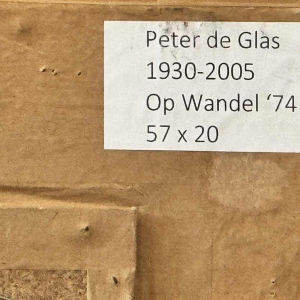 Peter de Glas
1930-2005
Op Wandel ‘74
57 x 20